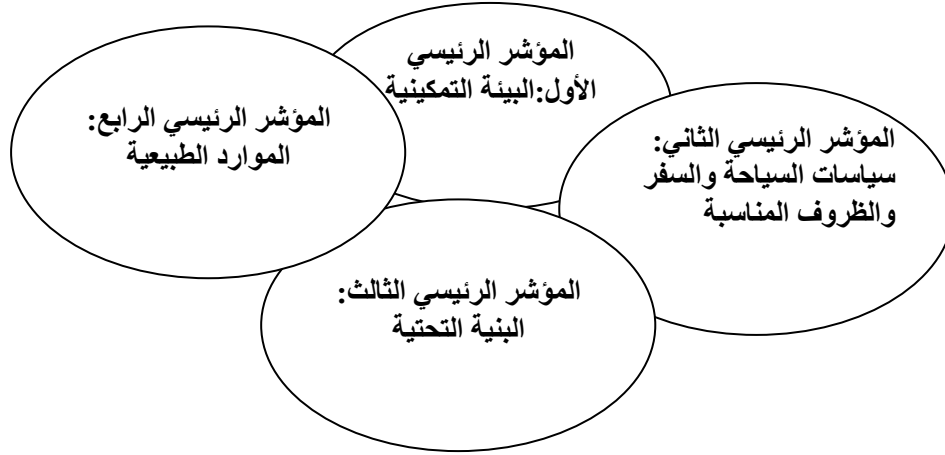 المؤشر الرئيسي
الأول:البيئة التمكينية
المؤشر الرئيسي الثاني:
سياسات السياحة والسفر
والظروف المناسبة
المؤشر الرئيسي الثالث:
البنية التحتية
المؤشر الرئيسي الرابع:
الموارد الطبيعية